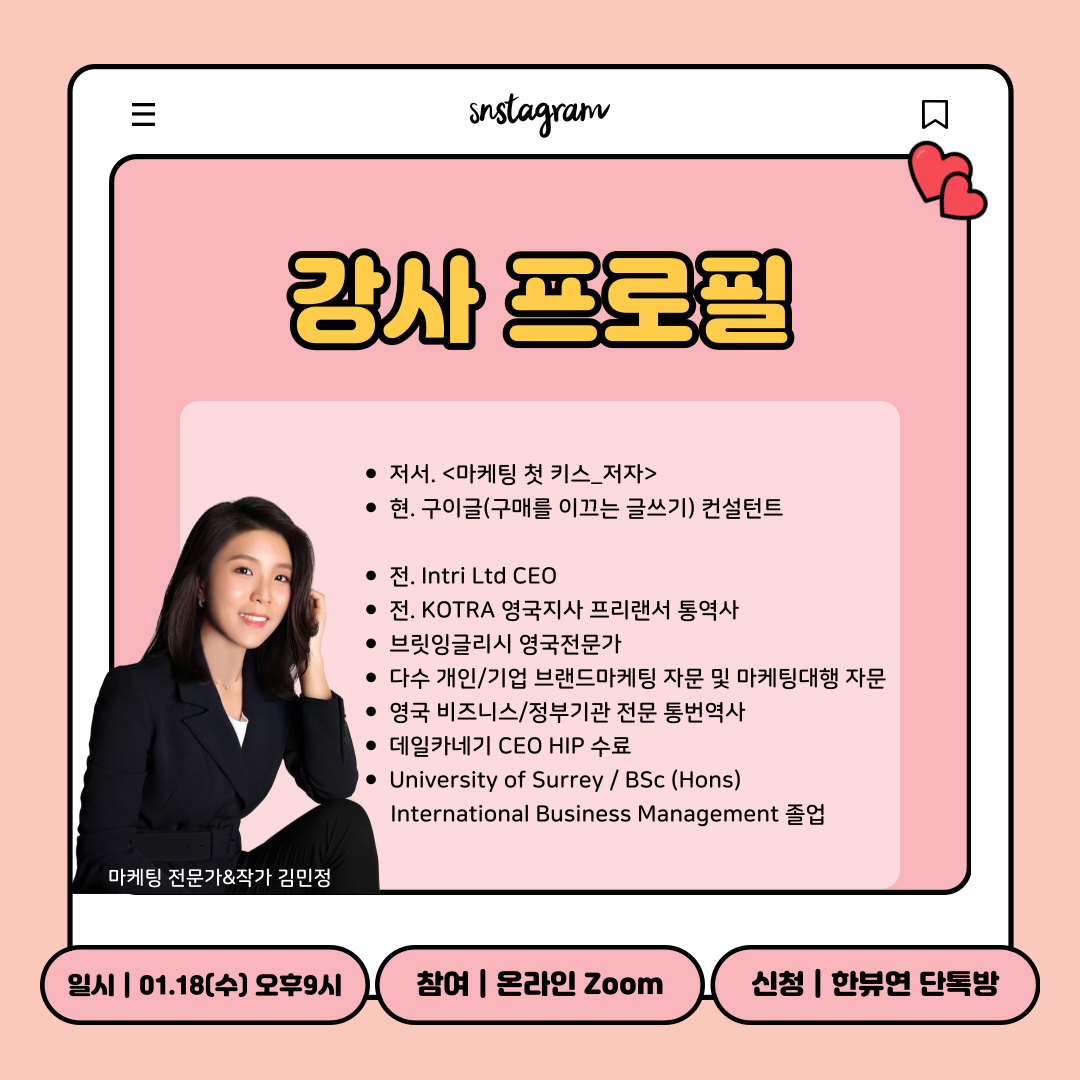 snstagram
강사 프로필
저서. <마케팅 첫 키스_저자>
현. 구이글(구매를 이끄는 글쓰기) 컨설턴트
전. Intri Ltd CEO
전. KOTRA 영국지사 프리랜서 통역사
브릿잉글리시 영국전문가
다수 개인/기업 브랜드마케팅 자문 및 마케팅대행 자문
영국 비즈니스/정부기관 전문 통번역사
데일카네기 CEO HIP 수료
University of Surrey / BSc (Hons)
International Business Management 졸업
마케팅 전문가&작가 김민정
일시 | 01.18(수) 오후9시
참여 | 온라인 Zoom
신청 | 한뷰연 단톡방